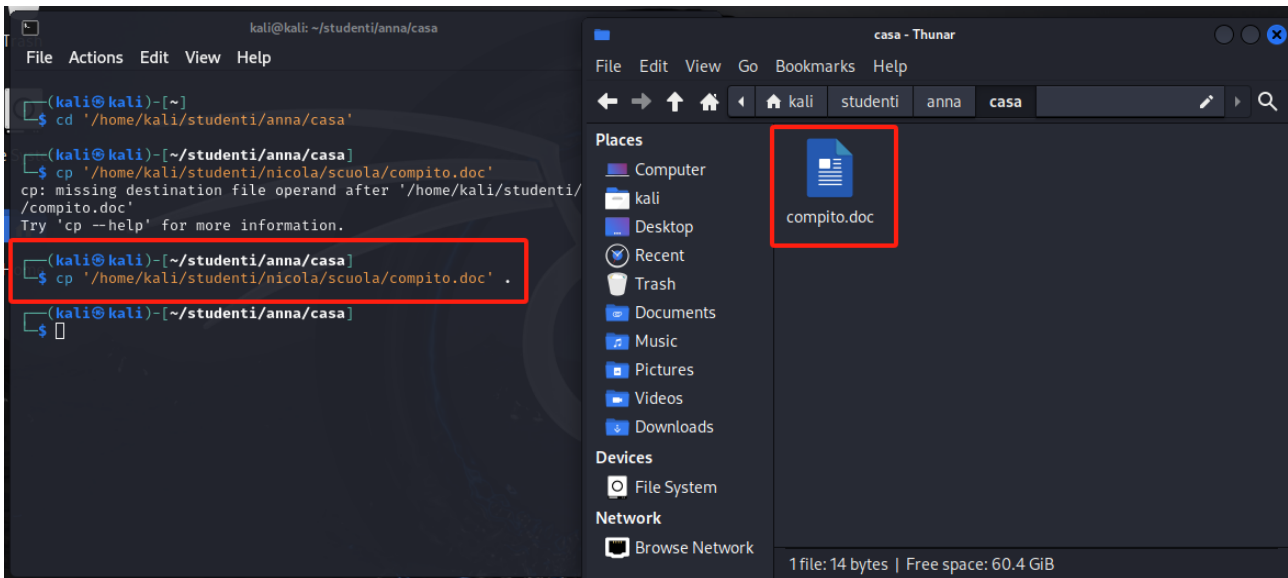 kali@kali: ~/studenti/anna/casa
File Actions Edit View Help
┌──(kali㉿kali)-[~]
└─$ cd '/home/kali/studenti/anna/casa'
┌──(kali㉿kali)-[~/studenti/anna/casa]
└─$ cp '/home/kali/studenti/nicola/scuola/compito.doc'
cp: missing destination file operand after '/home/kali/studenti/
/compito.doc'
Try 'cp --help' for more information.
┌──(kali㉿kali)-[~/studenti/anna/casa]
└─$ cp '/home/kali/studenti/nicola/scuola/compito.doc' .
┌──(kali㉿kali)-[~/studenti/anna/casa]
└─$
casa - Thunar
File Edit View Go Bookmarks Help
kali studenti anna casa
Places
Computer
kali
Desktop
Recent
Trash
Documents
Music
Pictures
Videos
Downloads
Devices
File System
Network
Browse Network
compito.doc
1 file: 14 bytes | Free space: 60.4 GiB